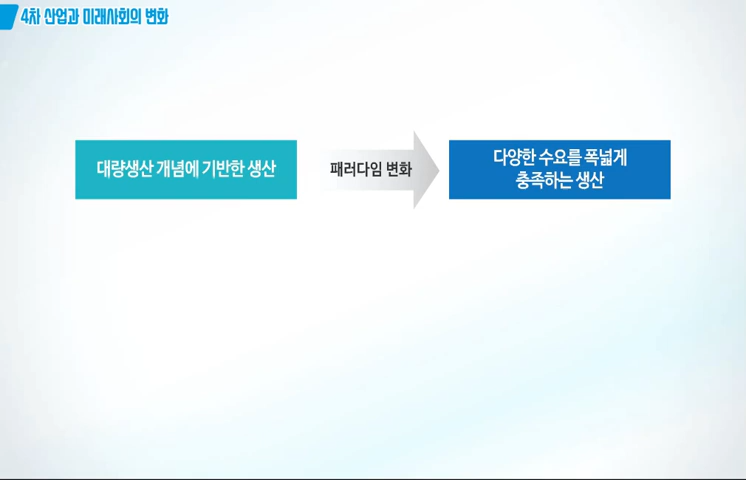 4차 산업과 미래사회의 변화
대량생산 개념에 기반한 생산
패러다임 변화
다양한 수요를 폭넓게
충족하는 생산